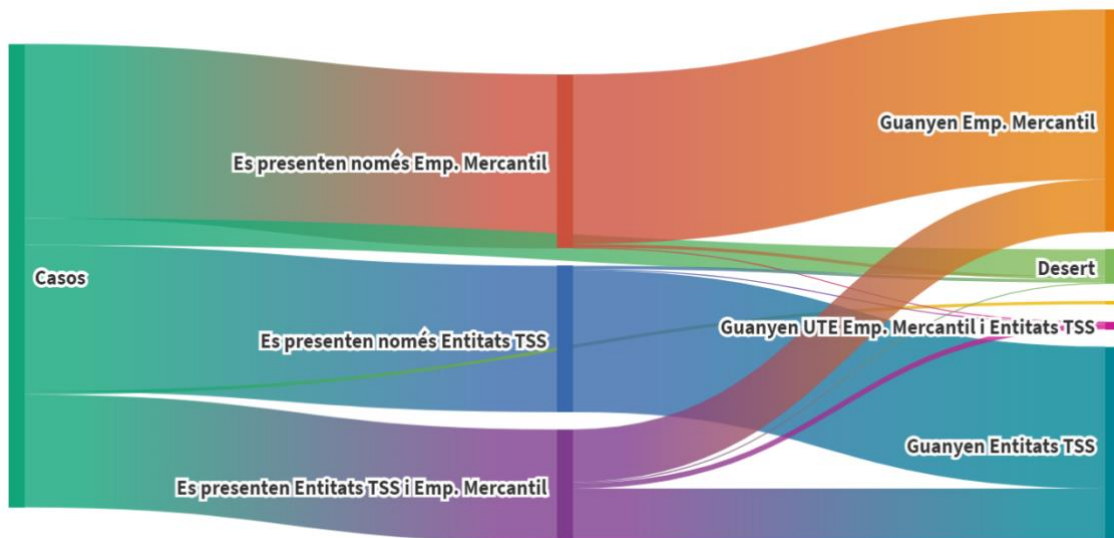 Guanyen Emp. Mercantil
Es presenten només Emp. Mercantil
Desert
Casos
Guanyen UTE Emp. Mercantil i Entitats TSS
Es presenten només Entitats TSS
Guanyen Entitats TSS
Es presenten Entitats TSS i Emp. Mercantil